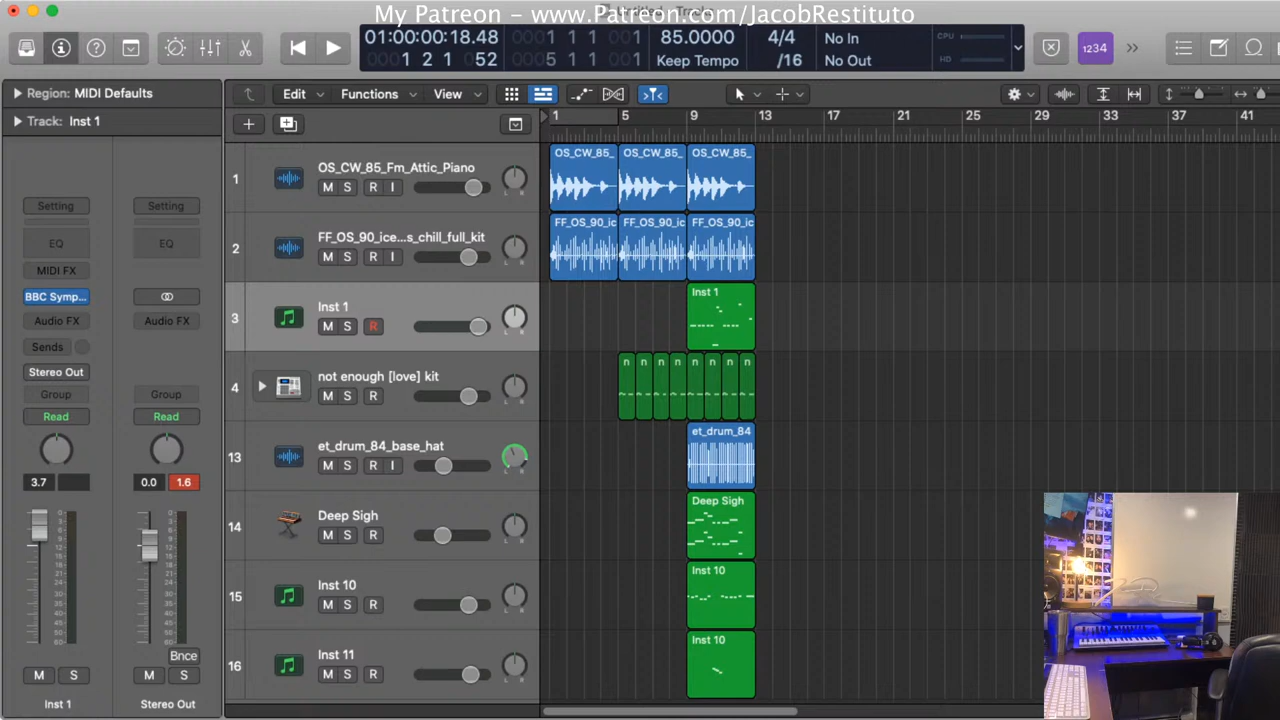 My Patreon - www.Patreon.com/JacobRestituto
01:00:00:18.48
1 2 1 52
0001 1 1 001
0005 1 1 001
85.0000
Keep Tempo
4/4
/16
No In
No Out
CPU
HD
1234
Region: MIDI Defaults
Track: Inst 1
Edit
Functions
View
1 5 9 13 17 21 25 29 33 37 41
Setting
Setting
EQ
EQ
MIDI FX
BBC Symp...
Audio FX
Audio FX
Sends
Stereo Out
Group
Group
Read
Read
3.7
0.0
1.6
Bnce
M S
M S
Inst 1
Stereo Out
1
OS_CW_85_Fm_Attic_Piano
M S R I
OS_CW_85_ OS_CW_85_ OS_CW_85_
2
FF_OS_90_ice...s_chill_full_kit
M S R I
FF_OS_90_ic FF_OS_90_ic FF_OS_90_ic
3
Inst 1
M S R
Inst 1
4
not enough [love] kit
M S R
n n n n n n n n
13
et_drum_84_base_hat
M S R I
et_drum_84
14
Deep Sigh
M S R
Deep Sigh
15
Inst 10
M S R
Inst 10
16
Inst 11
M S R
Inst 10